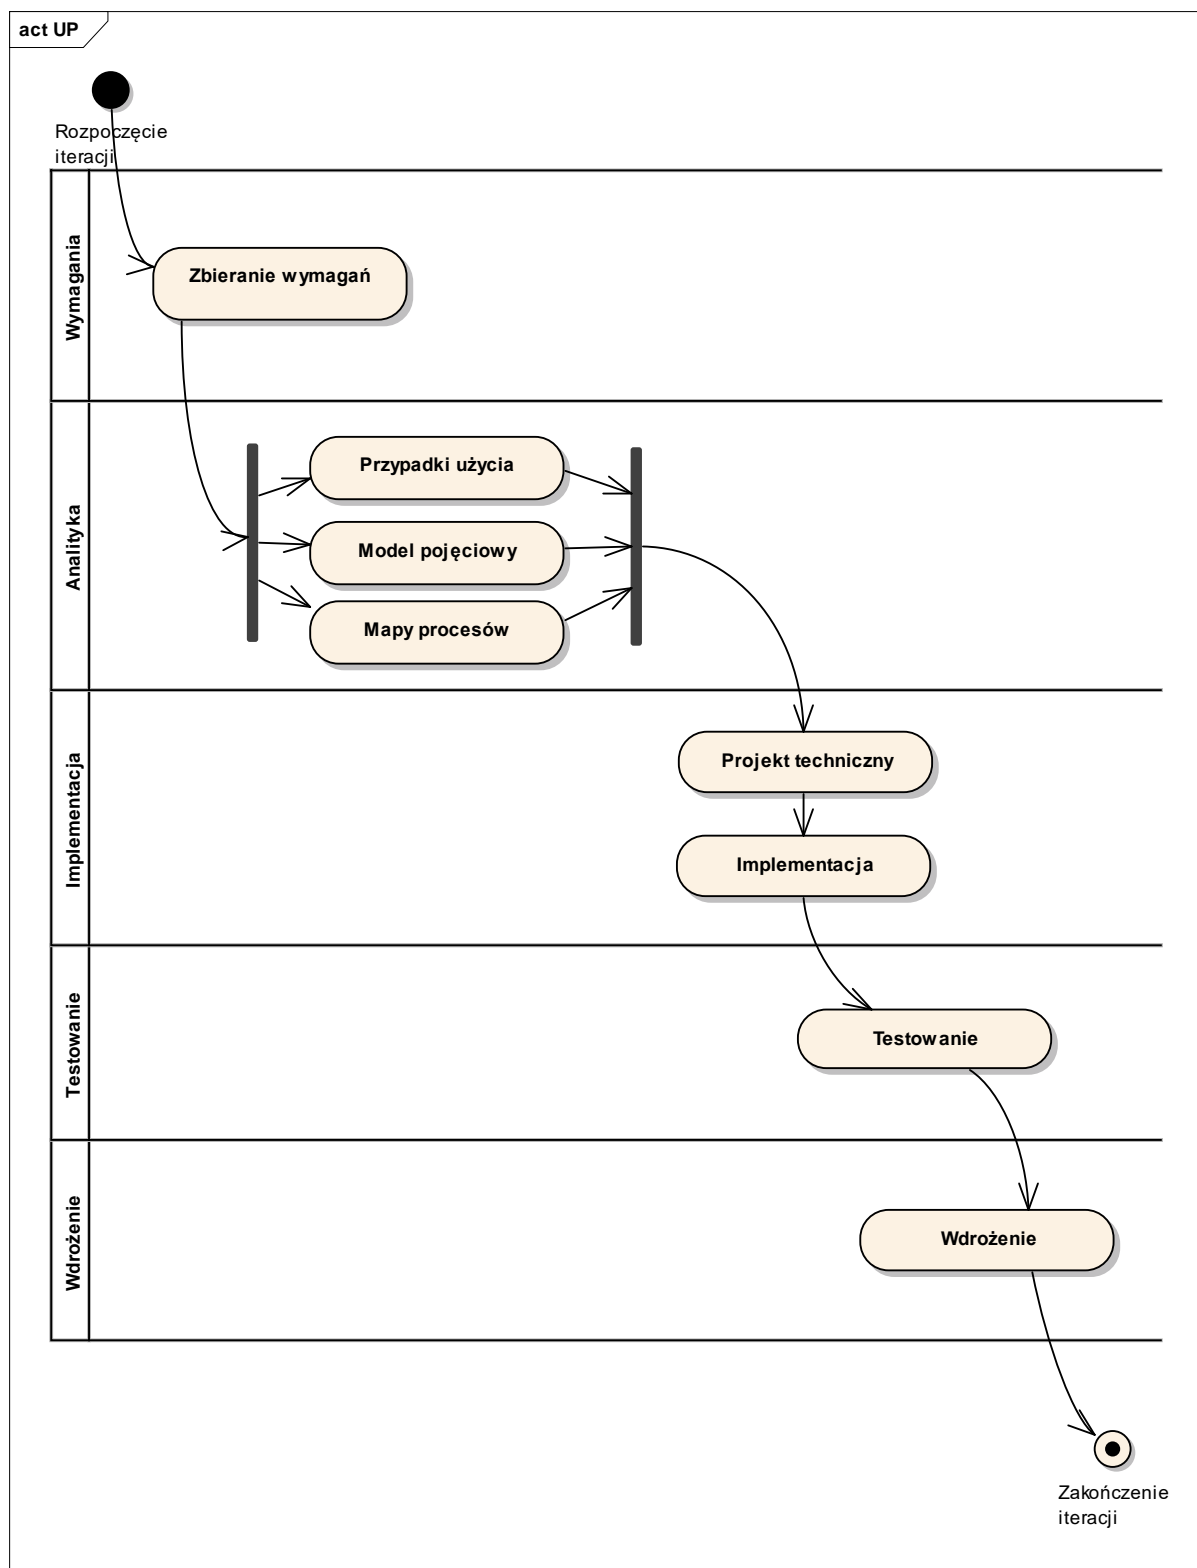 act UP
Rozpoczęcie
iteracji
Wymagania
Zbieranie wymagań
Analityka
Przypadki użycia
Model pojęciowy
Mapy procesów
Implementacja
Projekt techniczny
Implementacja
Testowanie
Testowanie
Wdrożenie
Wdrożenie
Zakończenie
iteracji